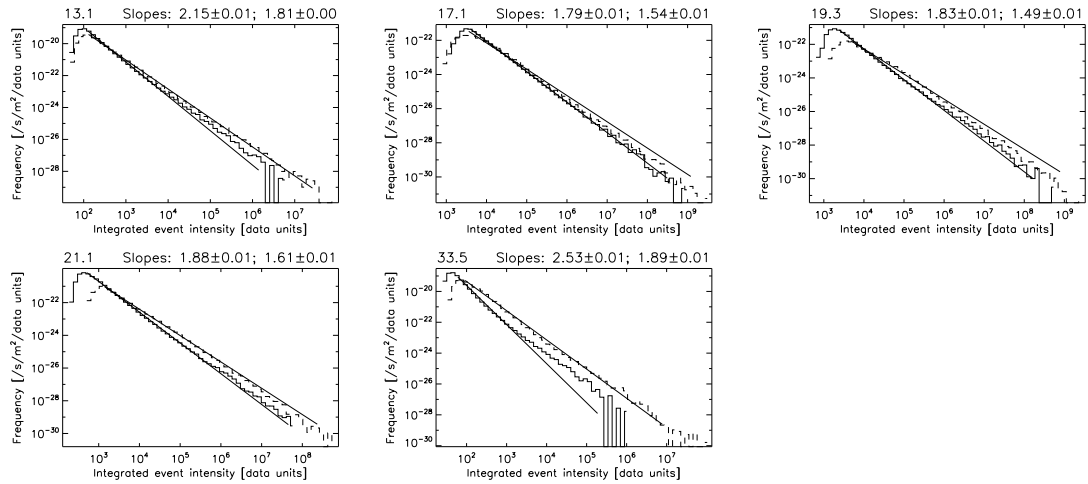 13.1 Slopes: 2.15±0.01; 1.81±0.00
Frequency [/s/m²/data units]
10⁻²⁰
10⁻²²
10⁻²⁴
10⁻²⁶
10⁻²⁸
10² 10³ 10⁴ 10⁵ 10⁶ 10⁷
Integrated event intensity [data units]
17.1 Slopes: 1.79±0.01; 1.54±0.01
Frequency [/s/m²/data units]
10⁻²²
10⁻²⁴
10⁻²⁶
10⁻²⁸
10⁻³⁰
10³ 10⁴ 10⁵ 10⁶ 10⁷ 10⁸ 10⁹
Integrated event intensity [data units]
19.3 Slopes: 1.83±0.01; 1.49±0.01
Frequency [/s/m²/data units]
10⁻²²
10⁻²⁴
10⁻²⁶
10⁻²⁸
10⁻³⁰
10³ 10⁴ 10⁵ 10⁶ 10⁷ 10⁸ 10⁹
Integrated event intensity [data units]
21.1 Slopes: 1.88±0.01; 1.61±0.01
Frequency [/s/m²/data units]
10⁻²²
10⁻²⁴
10⁻²⁶
10⁻²⁸
10⁻³⁰
10³ 10⁴ 10⁵ 10⁶ 10⁷ 10⁸
Integrated event intensity [data units]
33.5 Slopes: 2.53±0.01; 1.89±0.01
Frequency [/s/m²/data units]
10⁻²⁰
10⁻²²
10⁻²⁴
10⁻²⁶
10⁻²⁸
10⁻³⁰
10² 10³ 10⁴ 10⁵ 10⁶ 10⁷
Integrated event intensity [data units]